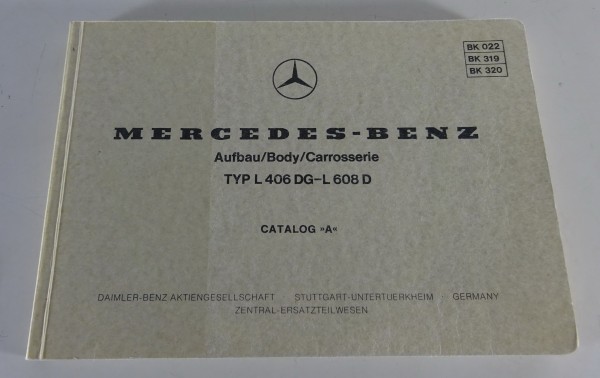 BK 022
BK 319
BK 320
MERCEDES-BENZ
Aufbau/Body/Carrosserie
TYP L 406 DG-L 608 D
CATALOG »A«
DAIMLER-BENZ AKTIENGESELLSCHAFT STUTTGART-UNTERTUERKHEIM GERMANY
ZENTRAL-ERSATZTEILWESEN